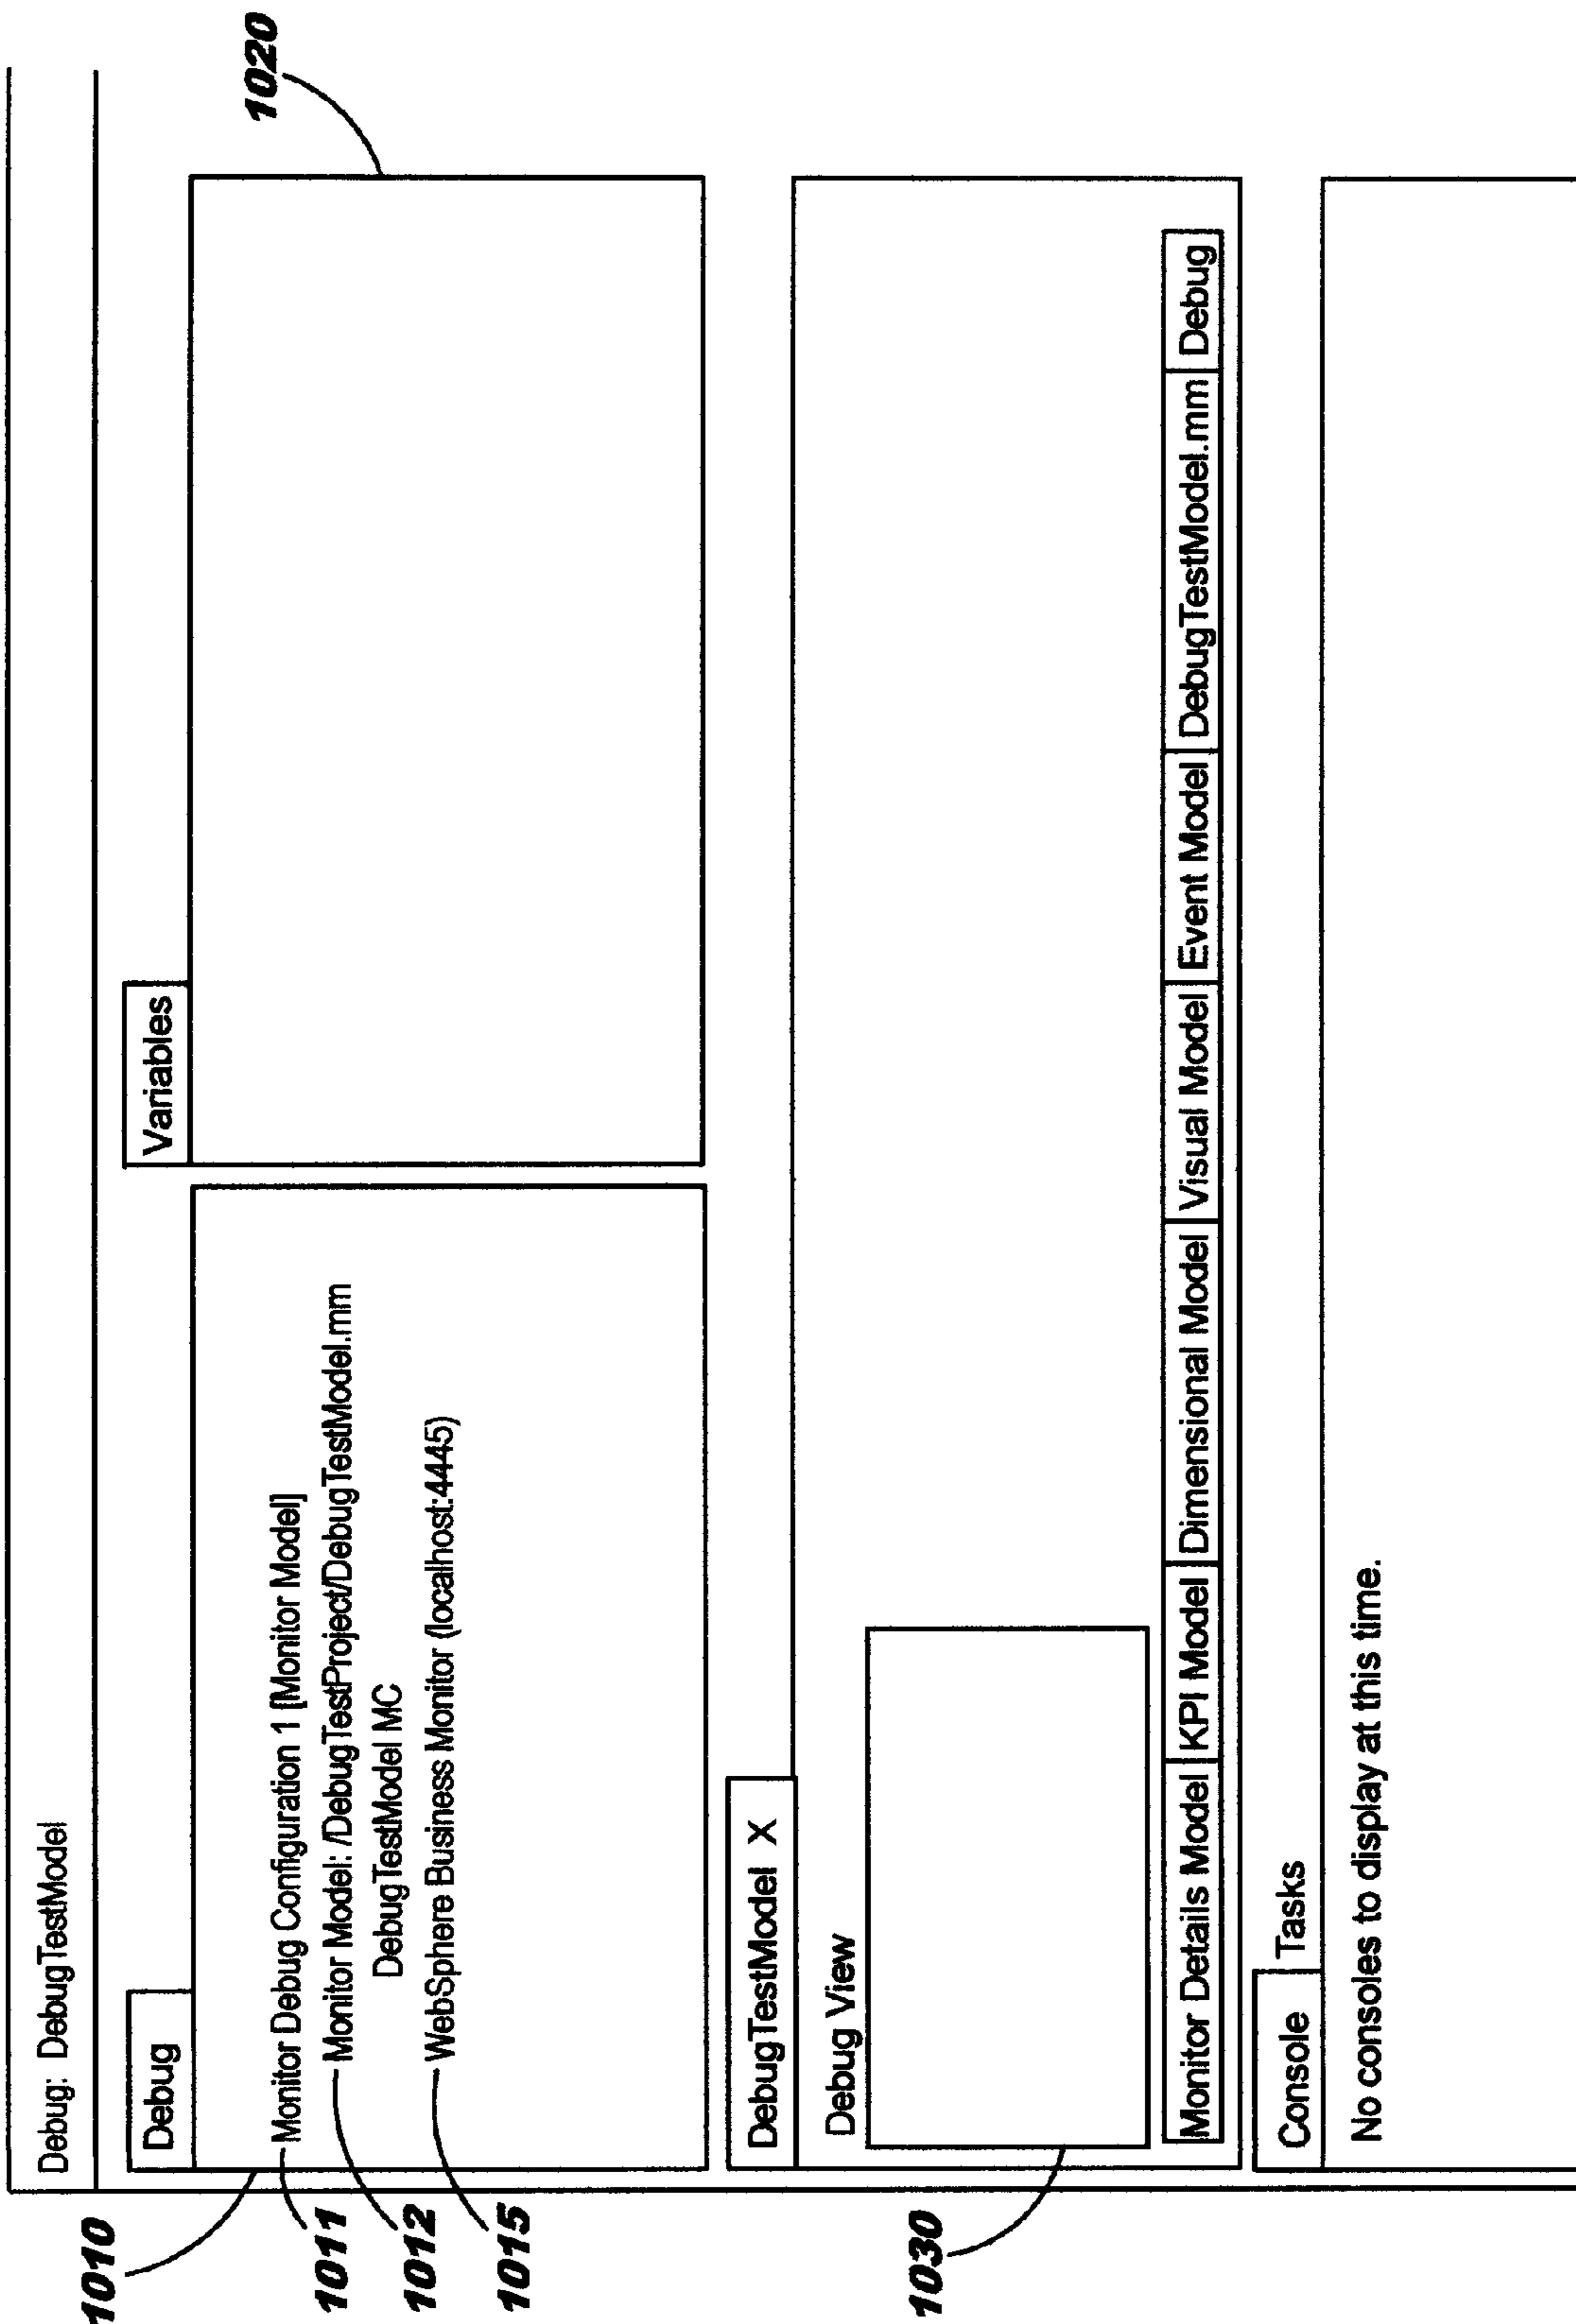 Debug: DebugTestModel
1020
Debug
Variables
1010
1011
Monitor Debug Configuration 1 [Monitor Model]
1012
Monitor Model: /DebugTestProject/DebugTestModel.mm
DebugTestModel MC
1015
WebSphere Business Monitor (localhost:4445)
DebugTestModel X
Debug View
1030
Monitor Details Model KPI Model Dimensional Model Visual Model Event Model DebugTestModel.mm Debug
Console Tasks
No consoles to display at this time.